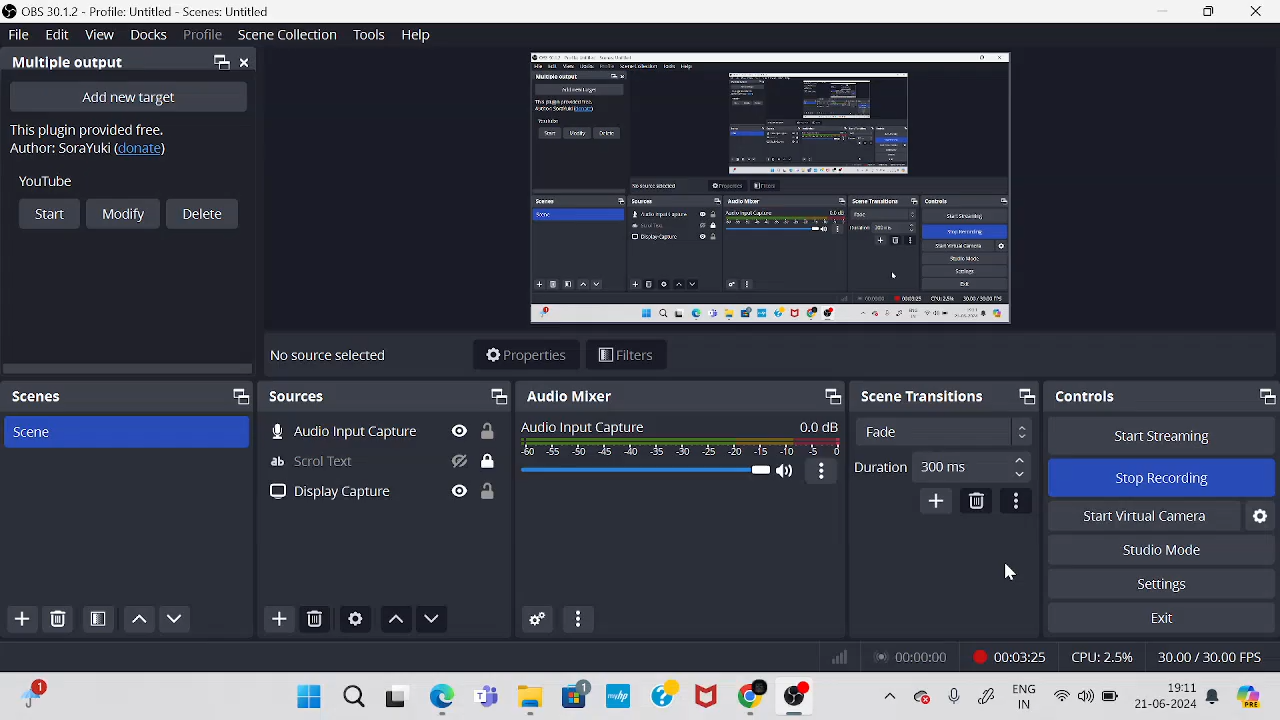 OBS 30.1.2 - Profile: Untitled - Scenes: Untitled
File Edit View Docks Profile Scene Collection Tools Help
Multiple output
This plugin provided free.
Author: SoraYuki (donate)
Youtube
Modify
Delete
No source selected
Properties
Filters
Scenes
Scene
Sources
Audio Input Capture
Scroll Text
Display Capture
Audio Mixer
Audio Input Capture 0.0 dB
-60 -55 -50 -45 -40 -35 -30 -25 -20 -15 -10 -5 0
Scene Transitions
Fade
Duration 300 ms
Controls
Start Streaming
Stop Recording
Start Virtual Camera
Studio Mode
Settings
Exit
00:00:00 00:03:25 CPU: 2.5% 30.00 / 30.00 FPS
ENG
IN
19:11
21-06-2024